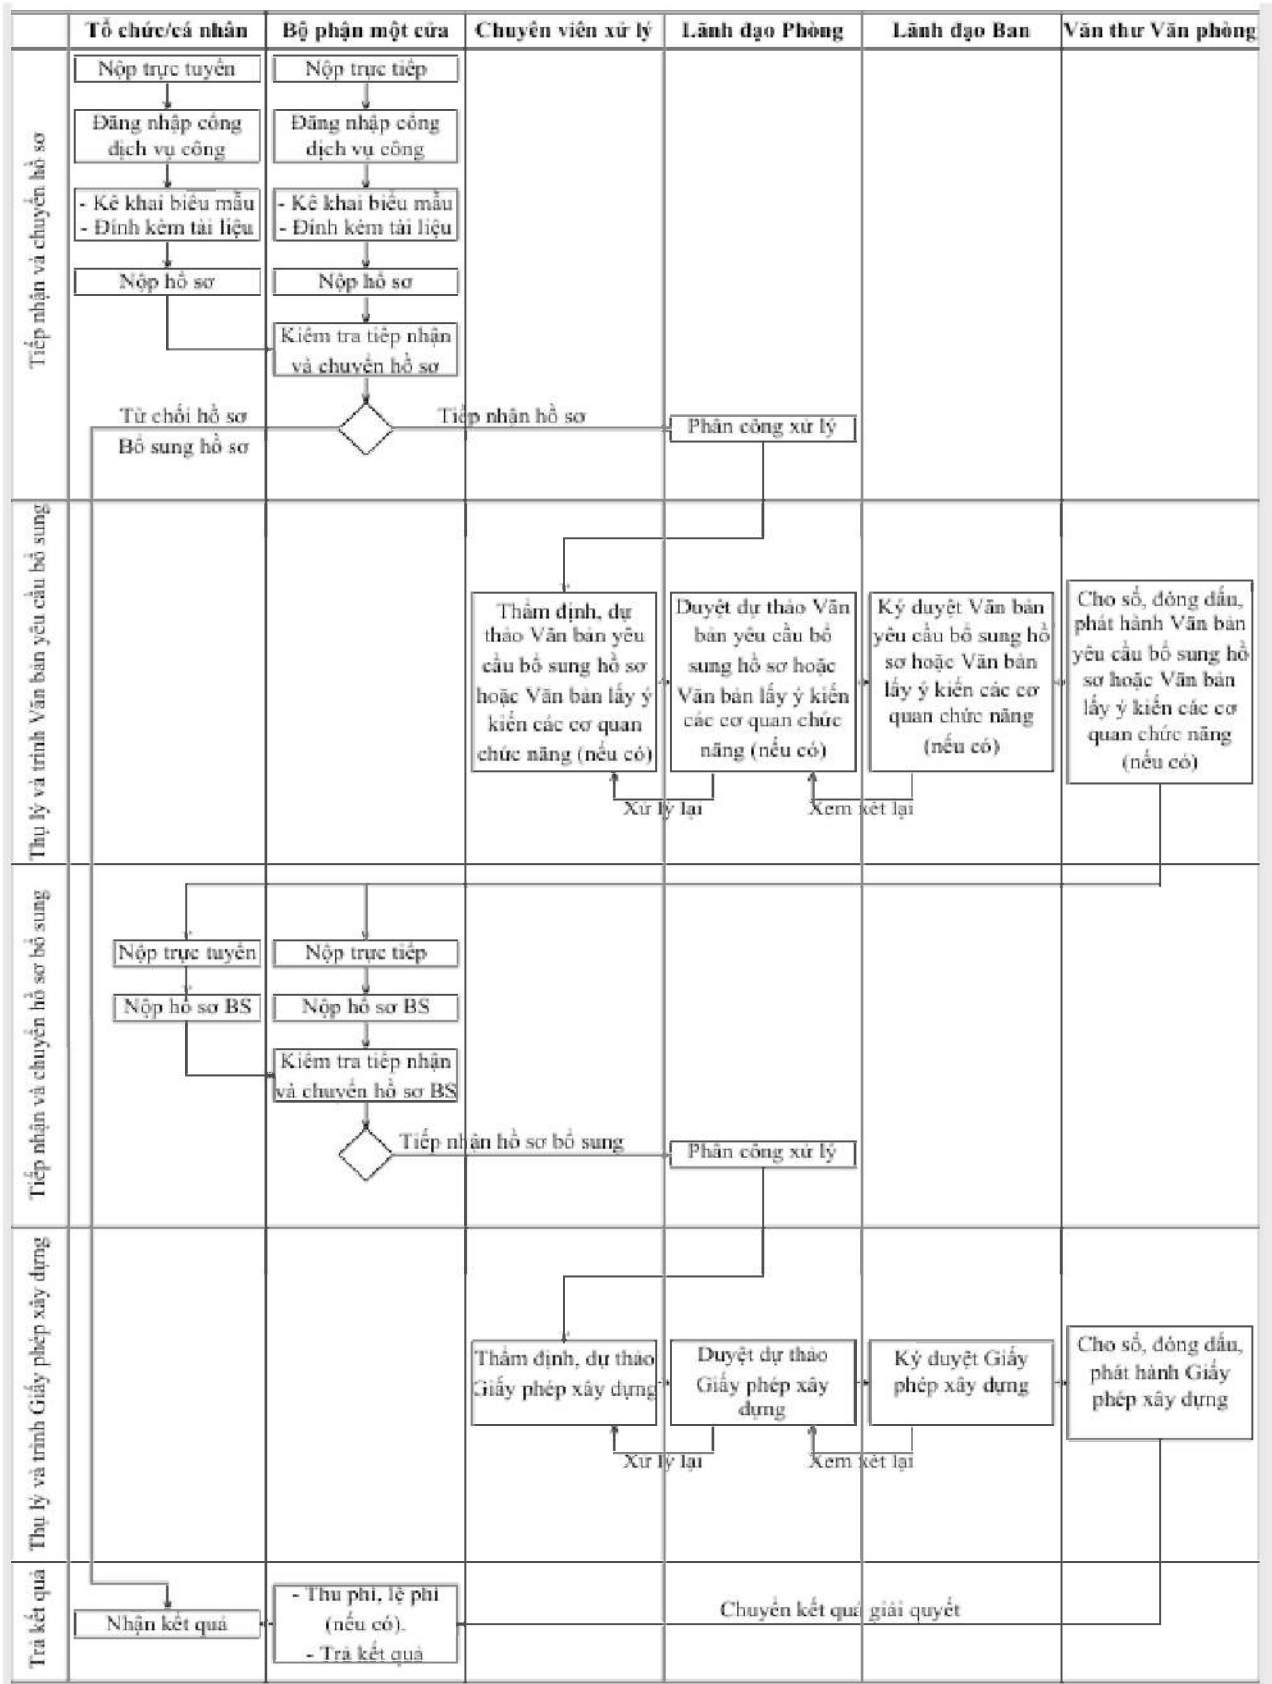 Tổ chức/cá nhân
Bộ phận một cửa
Chuyên viên xử lý
Lãnh đạo Phòng
Lãnh đạo Ban
Văn thư Văn phòng
Tiếp nhận và chuyển hồ sơ
Nộp trực tuyến
Nộp trực tiếp
Đăng nhập cổng
dịch vụ công
Đăng nhập cổng
dịch vụ công
- Kê khai biểu mẫu
- Đính kèm tài liệu
- Kê khai biểu mẫu
- Đính kèm tài liệu
Nộp hồ sơ
Nộp hồ sơ
Kiểm tra tiếp nhận
và chuyển hồ sơ
Từ chối hồ sơ
Bổ sung hồ sơ
Tiếp nhận hồ sơ
Phân công xử lý
Thụ lý và trình Văn bản yêu cầu bổ sung
Thẩm định, dự
thảo Văn bản yêu
cầu bổ sung hồ sơ
hoặc Văn bản lấy ý
kiến các cơ quan
chức năng (nếu có)
Duyệt dự thảo Văn
bản yêu cầu bổ
sung hồ sơ hoặc
Văn bản lấy ý kiến
các cơ quan chức
năng (nếu có)
Ký duyệt Văn bản
yêu cầu bổ sung hồ
sơ hoặc Văn bản
lấy ý kiến các cơ
quan chức năng
(nếu có)
Cho số, đóng dấu,
phát hành Văn bản
yêu cầu bổ sung hồ
sơ hoặc Văn bản
lấy ý kiến các cơ
quan chức năng
(nếu có)
Xử lý lại
Xem xét lại
Tiếp nhận và chuyển hồ sơ bổ sung
Nộp trực tuyến
Nộp trực tiếp
Nộp hồ sơ BS
Nộp hồ sơ BS
Kiểm tra tiếp nhận
và chuyển hồ sơ BS
Tiếp nhận hồ sơ bổ sung
Phân công xử lý
Thụ lý và trình Giấy phép xây dựng
Thẩm định, dự thảo
Giấy phép xây dựng
Duyệt dự thảo
Giấy phép xây
dựng
Ký duyệt Giấy
phép xây dựng
Cho số, đóng dấu,
phát hành Giấy
phép xây dựng
Xử lý lại
Xem xét lại
Trả kết quả
Nhận kết quả
- Thu phí, lệ phí
(nếu có).
- Trả kết quả
Chuyển kết quả giải quyết